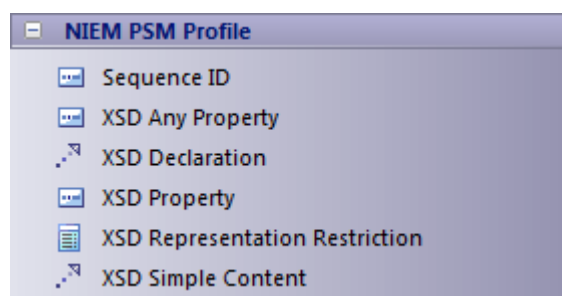 NIEM PSM Profile
Sequence ID
XSD Any Property
XSD Declaration
XSD Property
XSD Representation Restriction
XSD Simple Content